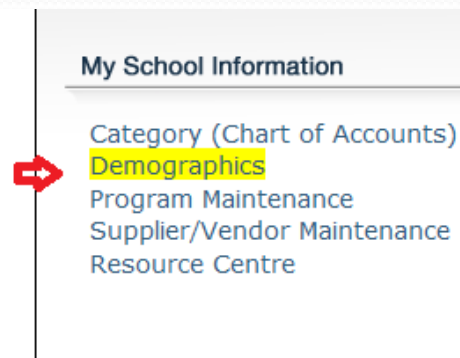 My School Information
Category (Chart of Accounts)
Demographics
Program Maintenance
Supplier/Vendor Maintenance
Resource Centre